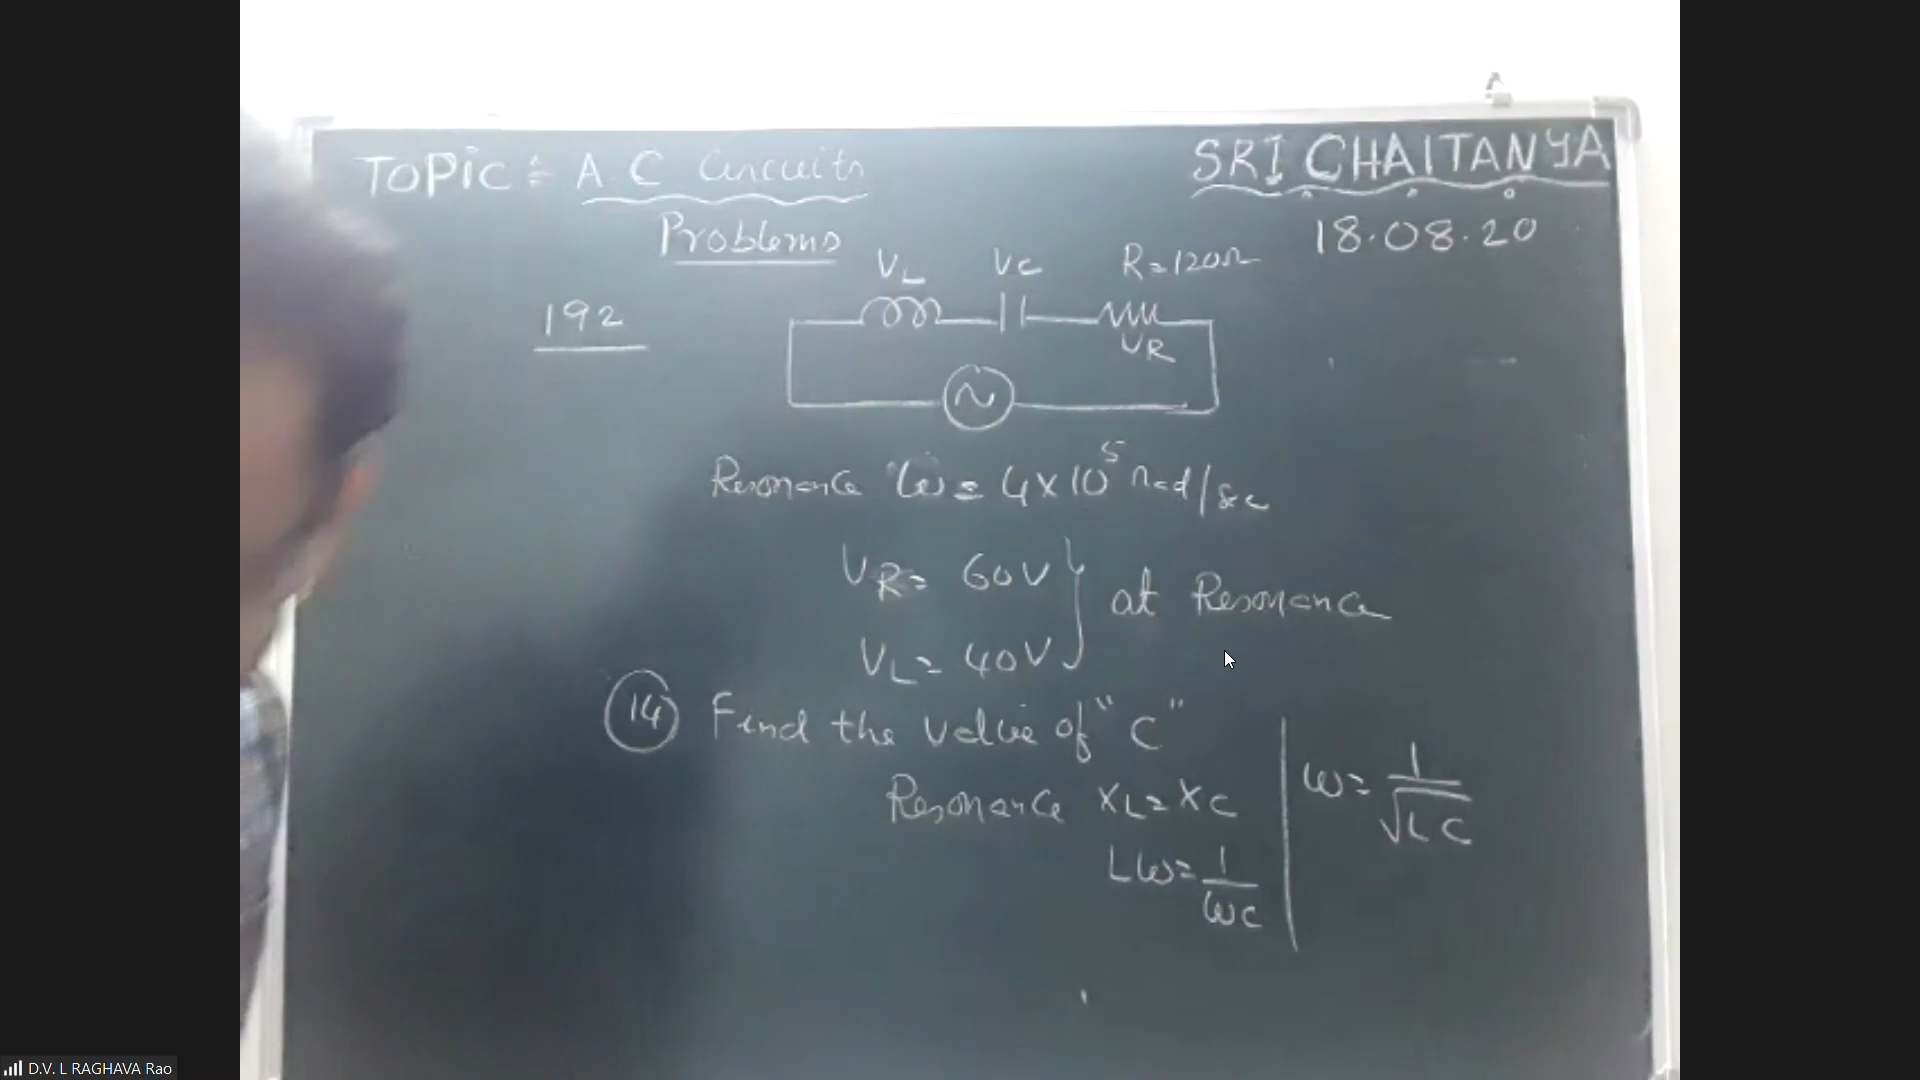 TOPIC : A.C Circuits
SRI CHAITANYA
Problems
18.08.20
192
VL
VC
R=120Ω
VR
Resonance ω = 4×10⁵ rad/sec
VR = 60V
VL = 40V
at Resonance
14 Find the value of "C"
Resonance XL = XC
Lω = 1/ωC
ω = 1/√LC
D.V. L RAGHAVA Rao